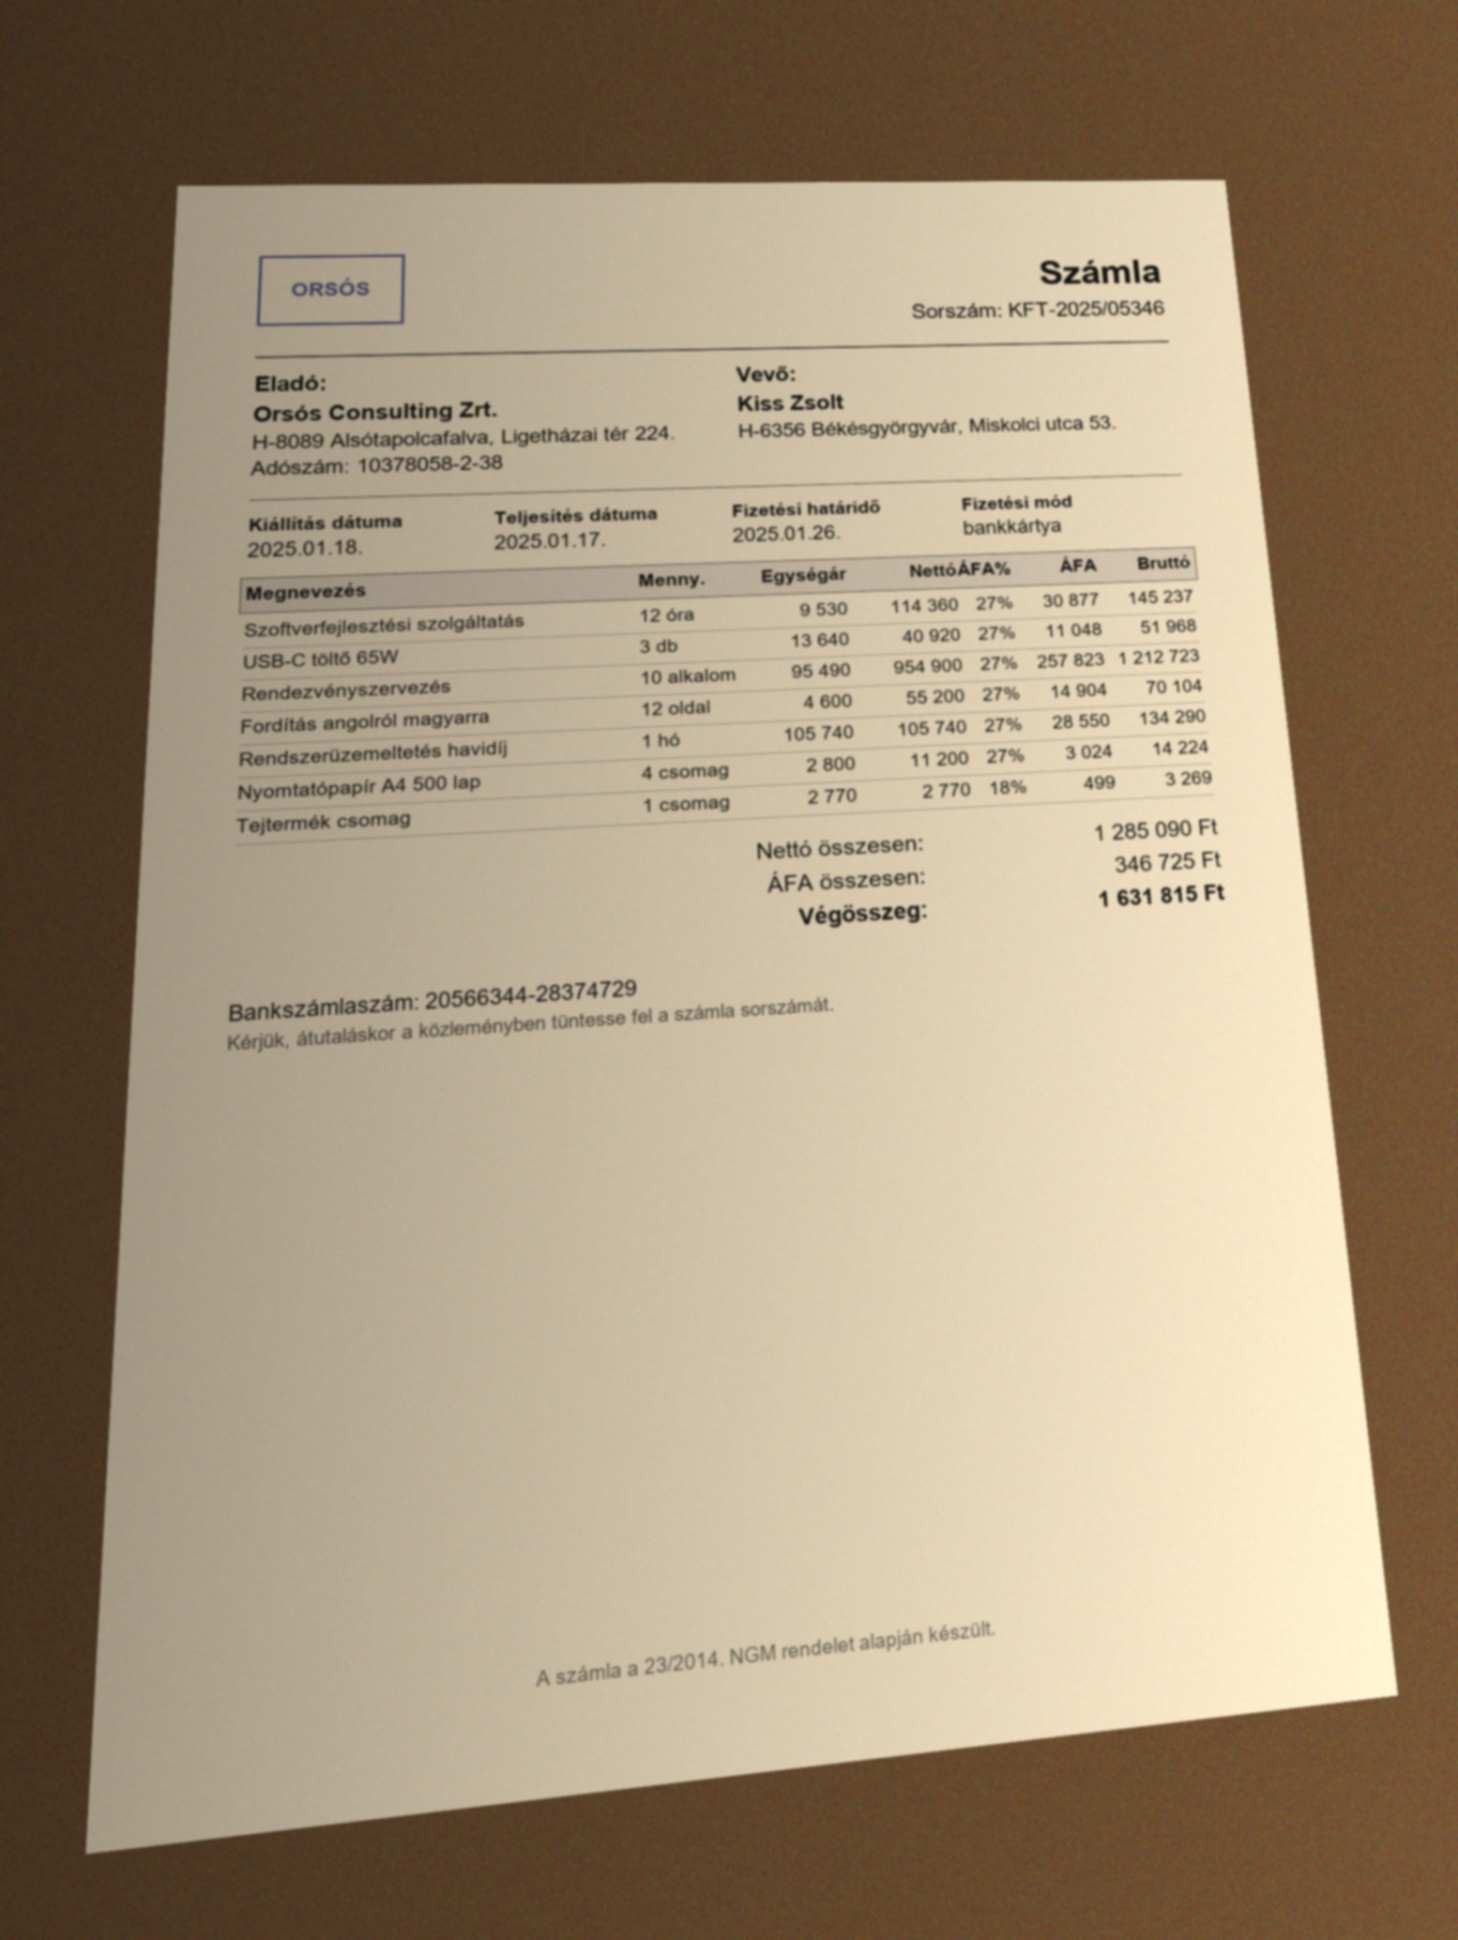 ORSÓS
Számla
Sorszám: KFT-2025/05346
Eladó:
Orsós Consulting Zrt.
H-8089 Alsótapolcafalva, Ligetházai tér 224.
Adószám: 10378058-2-38
Vevő:
Kiss Zsolt
H-6356 Békésgyörgyvár, Miskolci utca 53.
Kiállítás dátuma Teljesítés dátuma Fizetési határidő Fizetési mód
2025.01.18. 2025.01.17. 2025.01.26. bankkártya
Megnevezés Menny. Egységár Nettó ÁFA% ÁFA Bruttó
Szoftverfejlesztési szolgáltatás 12 óra 9 530 114 360 27% 30 877 145 237
USB-C töltő 65W 3 db 13 640 40 920 27% 11 048 51 968
Rendezvényszervezés 10 alkalom 95 490 954 900 27% 257 823 1 212 723
Fordítás angolról magyarra 12 oldal 4 600 55 200 27% 14 904 70 104
Rendszerüzemeltetés havidíj 1 hó 105 740 105 740 27% 28 550 134 290
Nyomtatópapír A4 500 lap 4 csomag 2 800 11 200 27% 3 024 14 224
Tejtermék csomag 1 csomag 2 770 2 770 18% 499 3 269
Nettó összesen: 1 285 090 Ft
ÁFA összesen: 346 725 Ft
Végösszeg: 1 631 815 Ft
Bankszámlaszám: 20566344-28374729
Kérjük, átutaláskor a közleményben tüntesse fel a számla sorszámát.
A számla a 23/2014. NGM rendelet alapján készült.